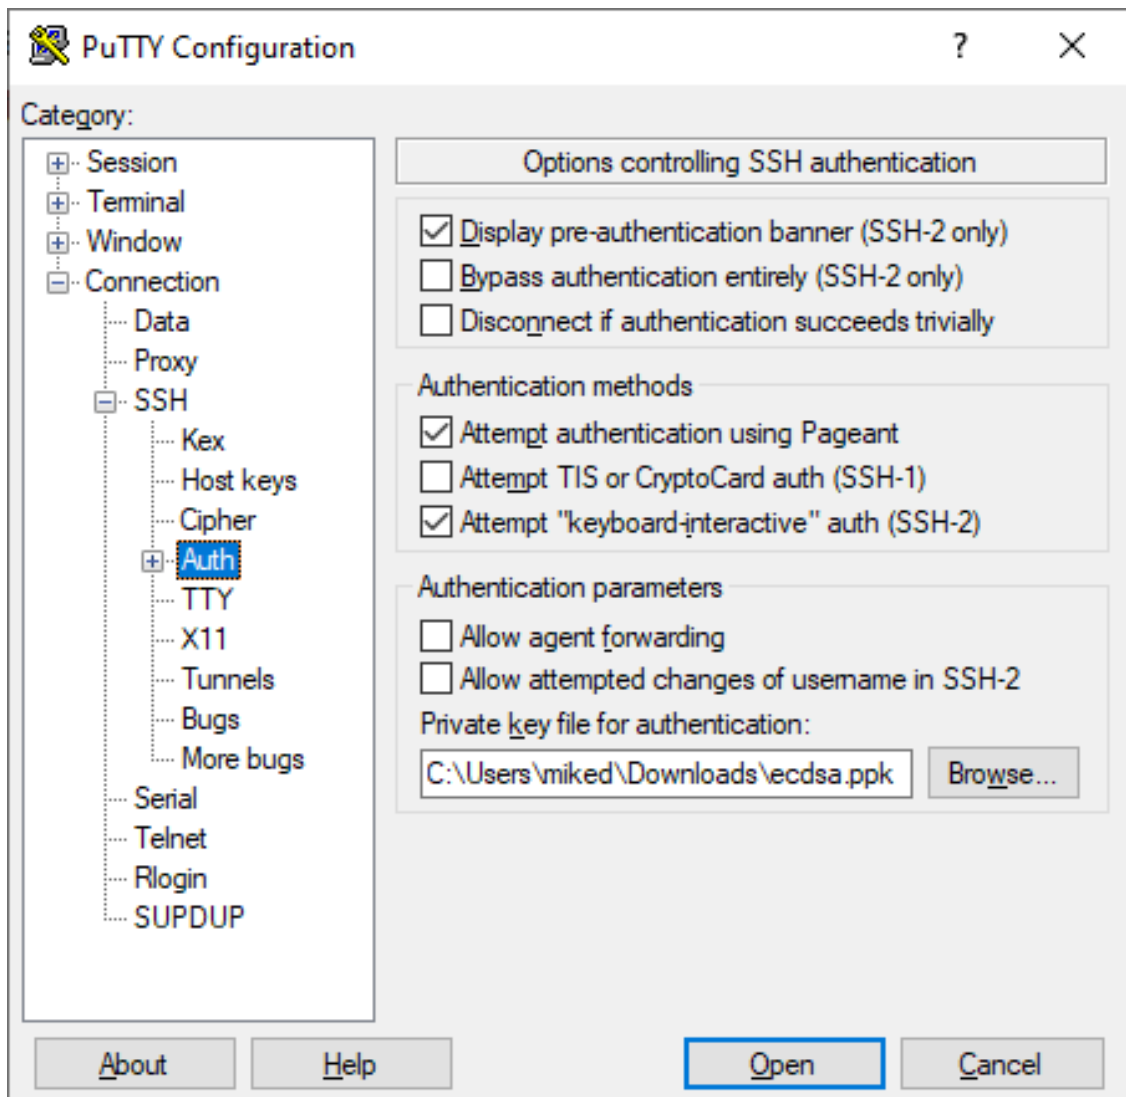 PuTTY Configuration
?
Category:
Session
Terminal
Window
Connection
Data
Proxy
SSH
Kex
Host keys
Cipher
Auth
TTY
X11
Tunnels
Bugs
More bugs
Serial
Telnet
Rlogin
SUPDUP
Options controlling SSH authentication
Display pre-authentication banner (SSH-2 only)
Bypass authentication entirely (SSH-2 only)
Disconnect if authentication succeeds trivially
Authentication methods
Attempt authentication using Pageant
Attempt TIS or CryptoCard auth (SSH-1)
Attempt "keyboard-interactive" auth (SSH-2)
Authentication parameters
Allow agent forwarding
Allow attempted changes of username in SSH-2
Private key file for authentication:
C:\Users\miked\Downloads\ecdsa.ppk
Browse...
About
Help
Open
Cancel